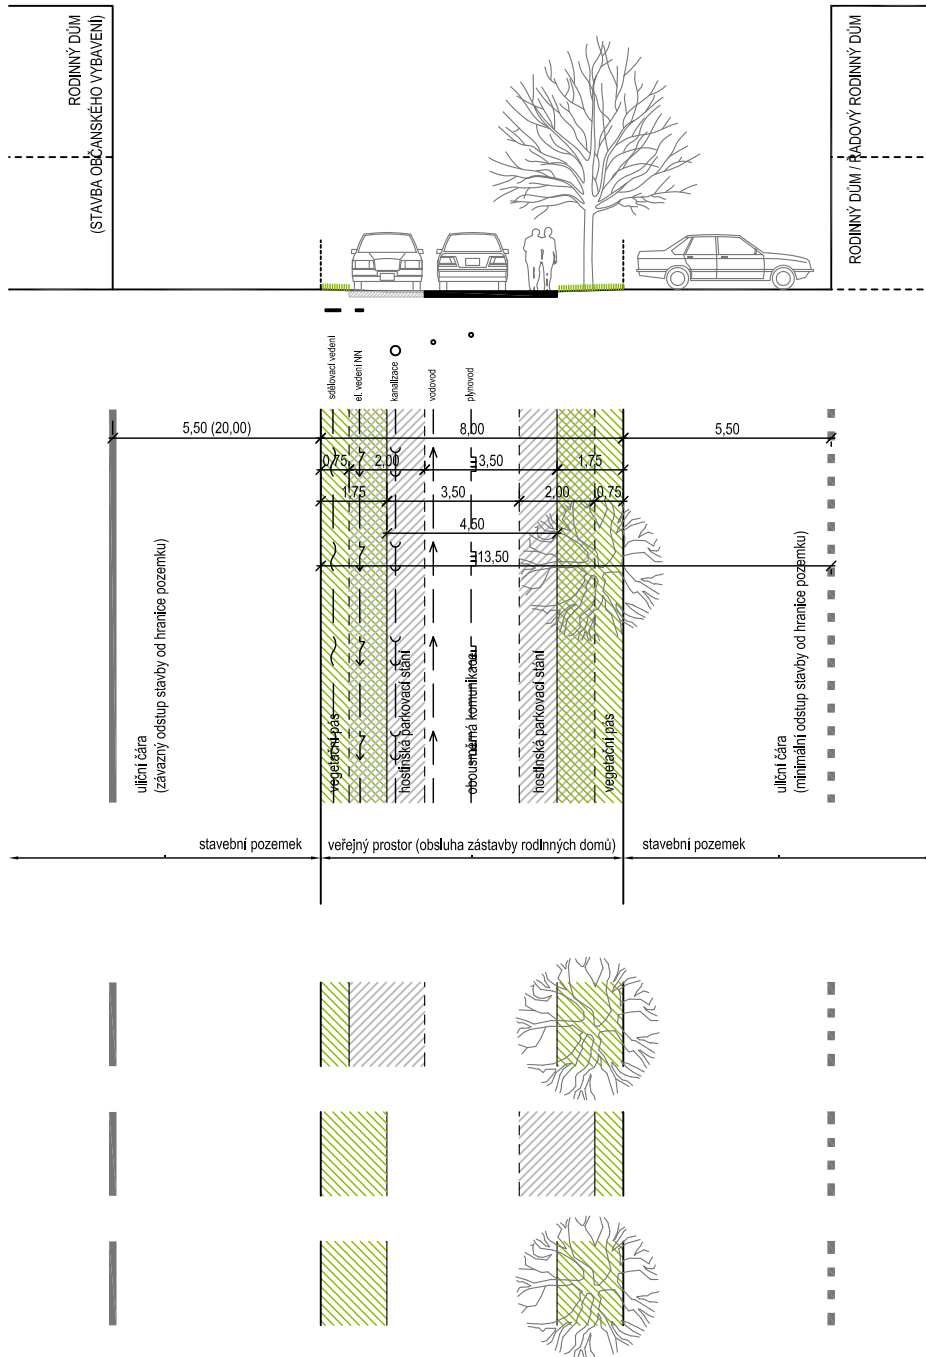 RODINNÝ DŮM
(STAVBA OBČANSKÉHO VYBAVENÍ)
RODINNÝ DŮM / ŘADOVÝ RODINNÝ DŮM
sdělovací vedení
el. vedení NN
kanalizace
vodovod
plynovod
5,50 (20,00)
8,00
5,50
0,75
2,00
3,50
1,75
1,75
3,50
2,00
0,75
4,50
13,50
uliční čára
(závazný odstup stavby od hranice pozemku)
vegetační pás
hostinská parkovací stání
obousměrná komunikace
hostinská parkovací stání
vegetační pás
uliční čára
(minimální odstup stavby od hranice pozemku)
stavební pozemek
veřejný prostor (obsluha zástavby rodinných domů)
stavební pozemek